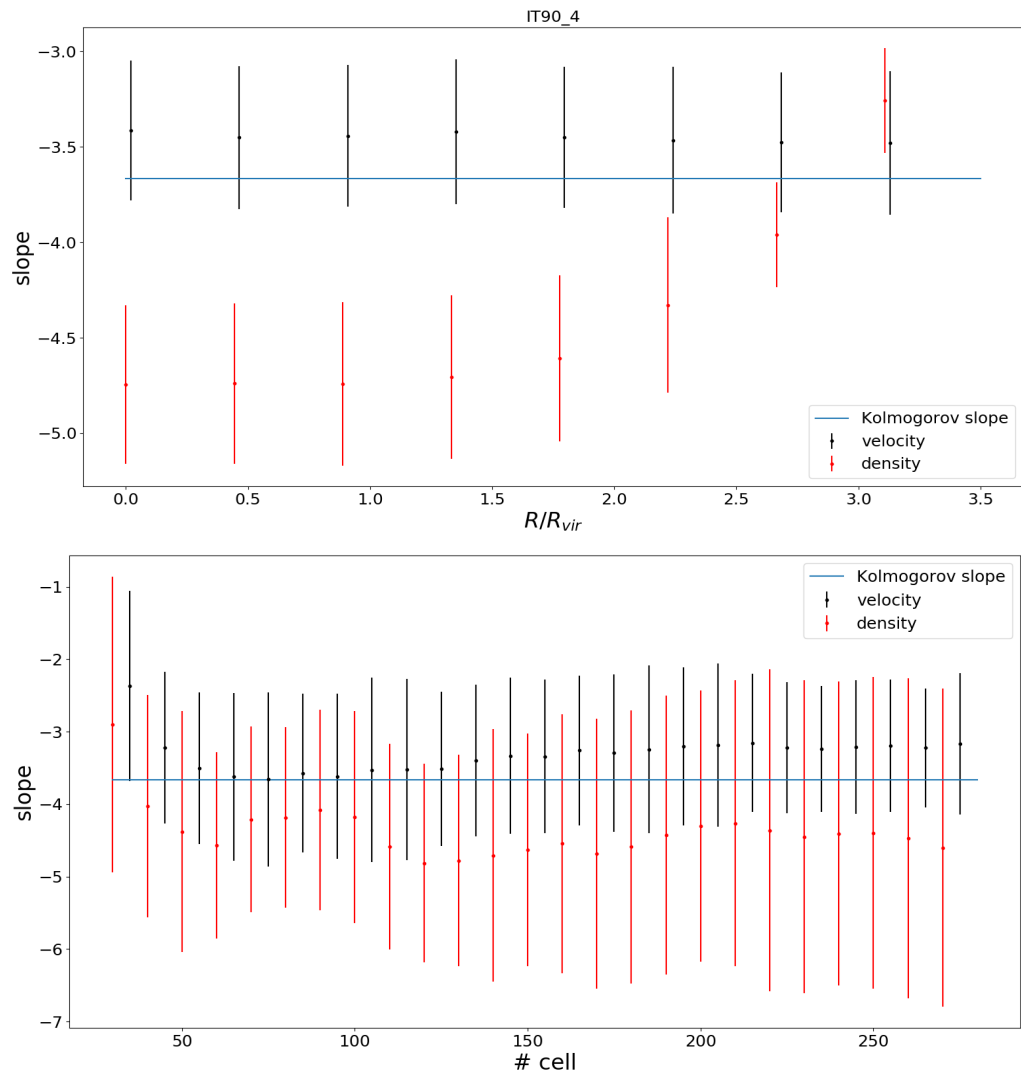 IT90_4
−3.0
−3.5
−4.0
−4.5
−5.0
slope
Kolmogorov slope
velocity
density
0.0 0.5 1.0 1.5 2.0 2.5 3.0 3.5
R/R_vir
−1
−2
−3
−4
−5
−6
−7
slope
Kolmogorov slope
velocity
density
50 100 150 200 250
# cell